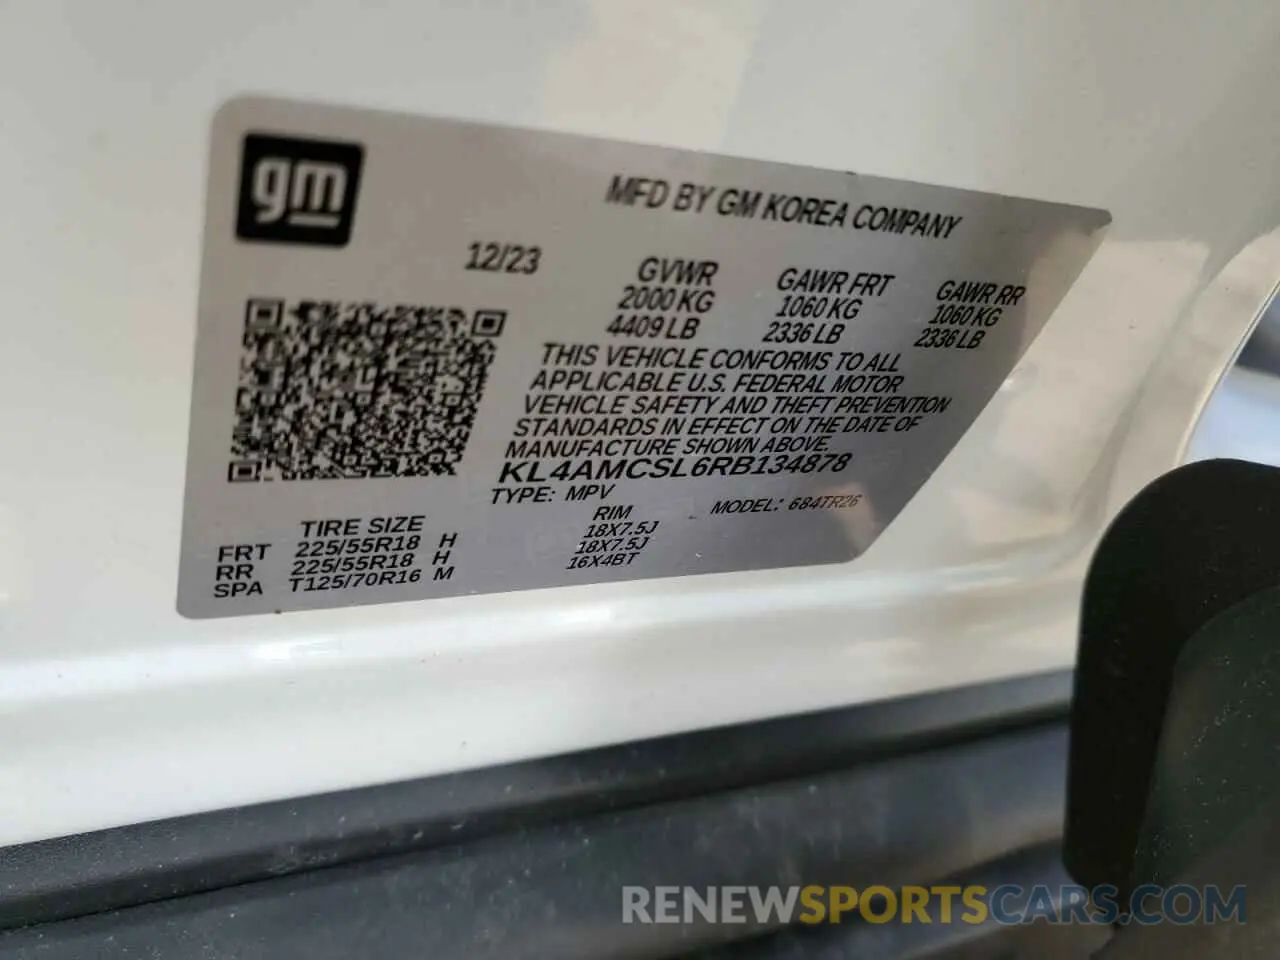 gm
MFD BY GM KOREA COMPANY
12/23
GVWR GAWR FRT GAWR RR
2000 KG 1060 KG 1060 KG
4409 LB 2336 LB 2336 LB
THIS VEHICLE CONFORMS TO ALL
APPLICABLE U.S. FEDERAL MOTOR
VEHICLE SAFETY AND THEFT PREVENTION
STANDARDS IN EFFECT ON THE DATE OF
MANUFACTURE SHOWN ABOVE.
KL4AMCSL6RB134878
TYPE: MPV MODEL: 684TR26
TIRE SIZE RIM
FRT 225/55R18 H 18X7.5J
RR 225/55R18 H 18X7.5J
SPA T125/70R16 M 16X4BT
RENEWSPORTSCARS.COM